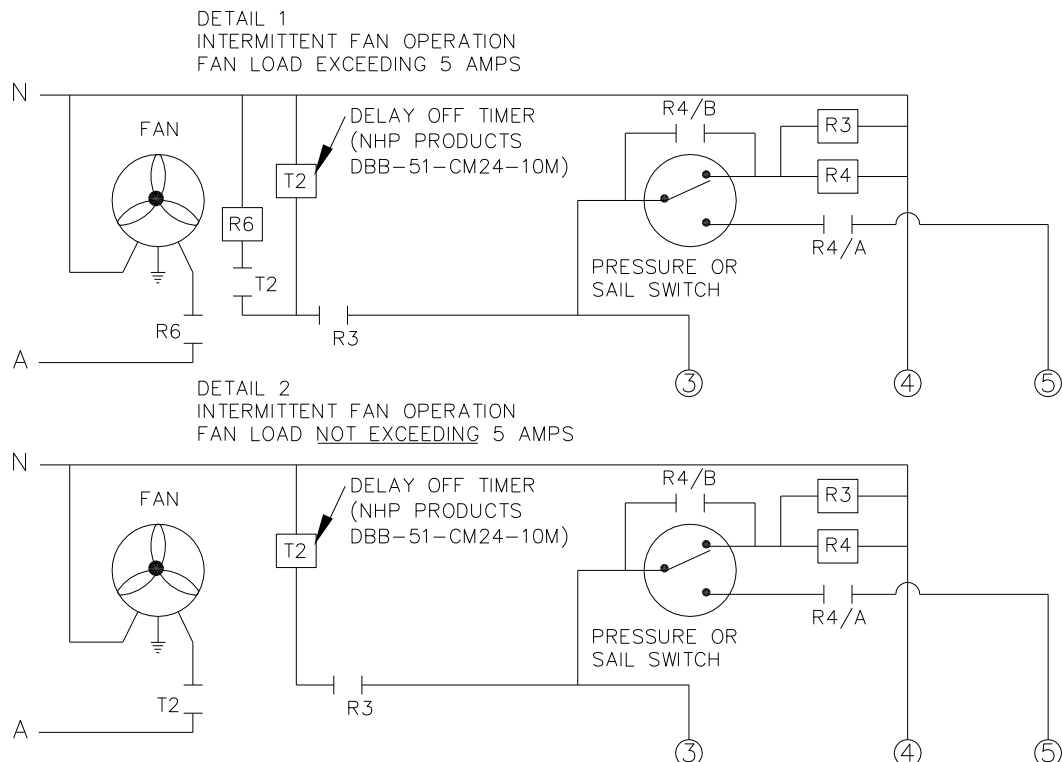 DETAIL 1
INTERMITTENT FAN OPERATION
FAN LOAD EXCEEDING 5 AMPS
N
FAN
DELAY OFF TIMER
(NHP PRODUCTS
DBB-51-CM24-10M)
T2
R6
T2
R6
A
R3
R4/B
R3
R4
R4/A
PRESSURE OR
SAIL SWITCH
3
4
5
DETAIL 2
INTERMITTENT FAN OPERATION
FAN LOAD NOT EXCEEDING 5 AMPS
N
FAN
DELAY OFF TIMER
(NHP PRODUCTS
DBB-51-CM24-10M)
T2
T2
A
R3
R4/B
R3
R4
R4/A
PRESSURE OR
SAIL SWITCH
3
4
5